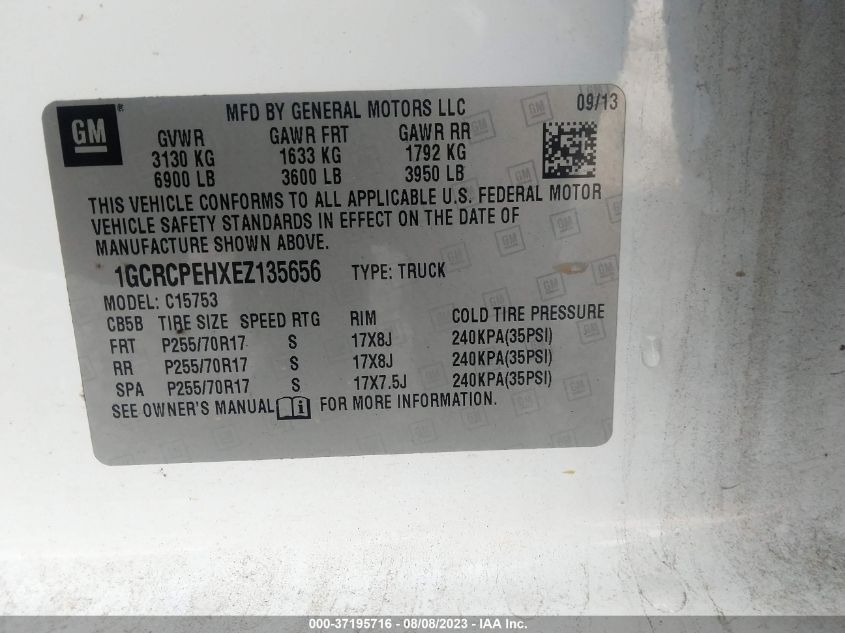 GM®
MFD BY GENERAL MOTORS LLC
09/13
GVWR GAWR FRT GAWR RR
3130 KG 1633 KG 1792 KG
6900 LB 3600 LB 3950 LB
THIS VEHICLE CONFORMS TO ALL APPLICABLE U.S. FEDERAL MOTOR
VEHICLE SAFETY STANDARDS IN EFFECT ON THE DATE OF
MANUFACTURE SHOWN ABOVE.
1GCRCPEHXEZ135656 TYPE: TRUCK
MODEL: C15753
CB5B TIRE SIZE SPEED RTG RIM COLD TIRE PRESSURE
FRT P255/70R17 S 17X8J 240KPA(35PSI)
RR P255/70R17 S 17X8J 240KPA(35PSI)
SPA P255/70R17 S 17X7.5J 240KPA(35PSI)
SEE OWNER'S MANUAL i FOR MORE INFORMATION.
000-37195716 - 08/08/2023 - IAA Inc.